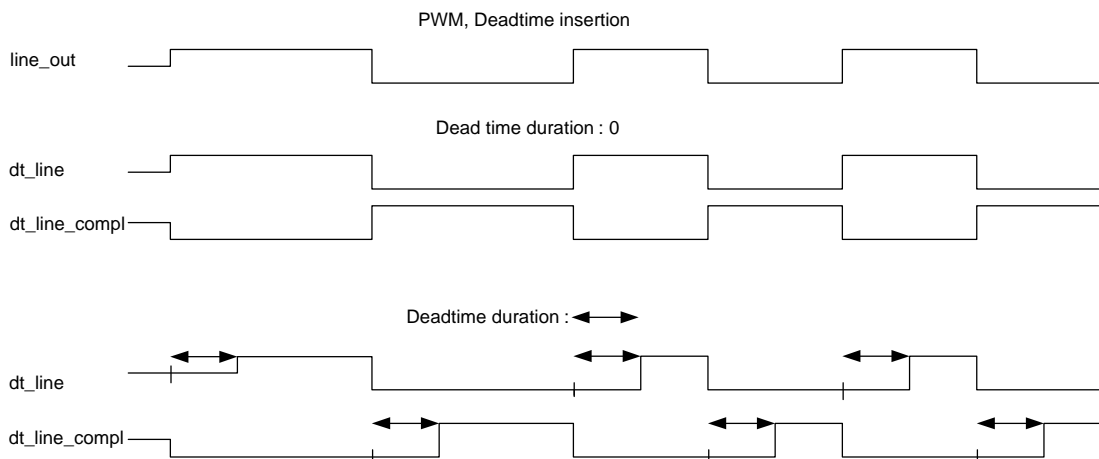 PWM, Deadtime insertion
line_out
Dead time duration : 0
dt_line
dt_line_compl
Deadtime duration :
dt_line
dt_line_compl